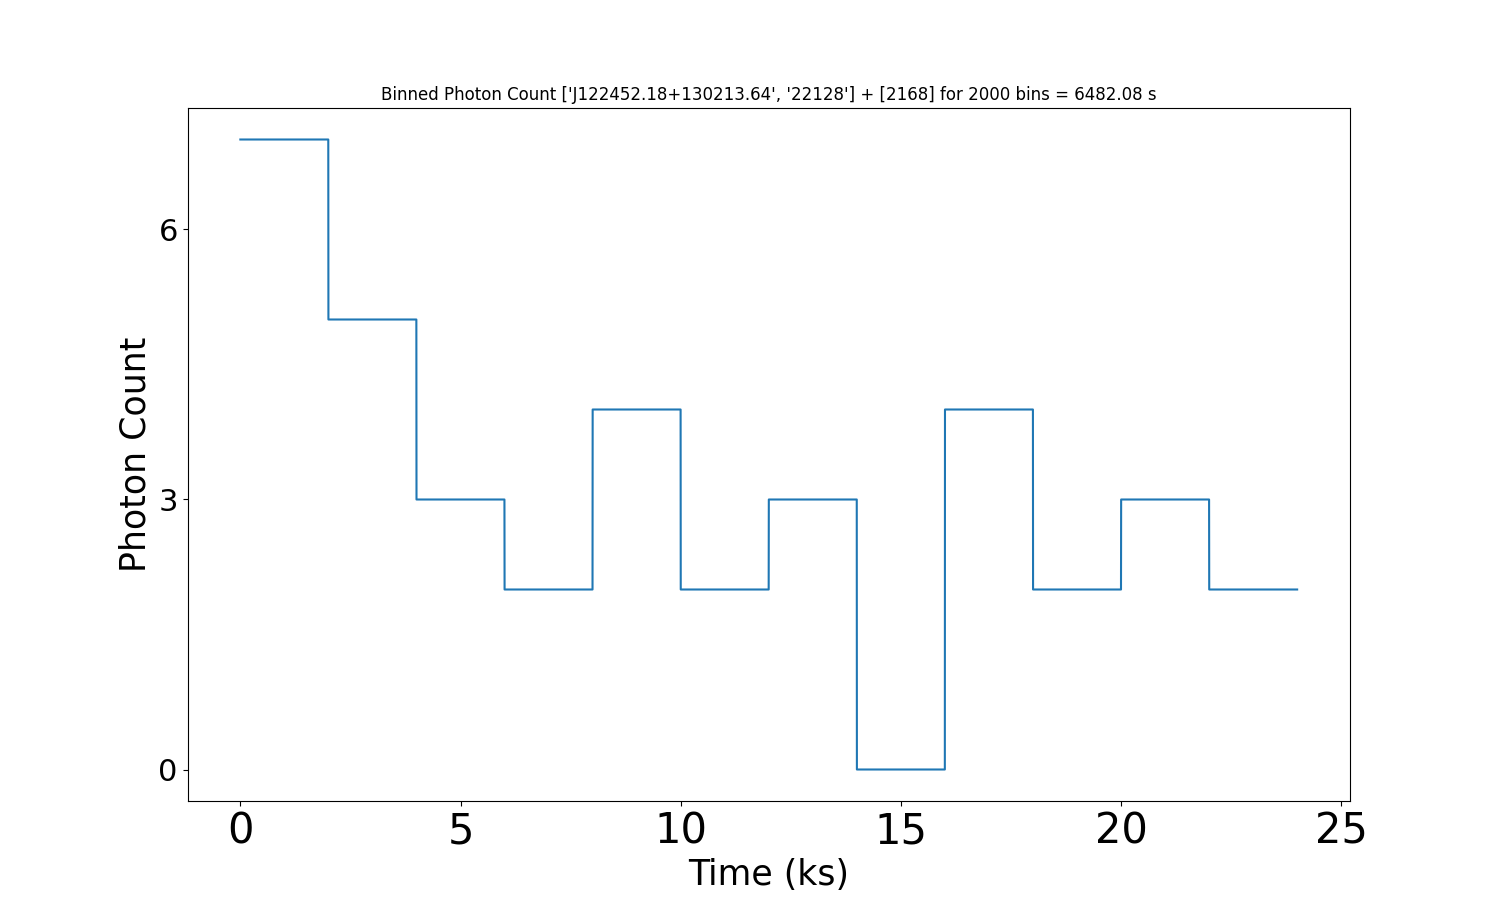 Binned Photon Count ['J122452.18+130213.64', '22128'] + [2168] for 2000 bins = 6482.08 s
6
3
0
Photon Count
0 5 10 15 20 25
Time (ks)